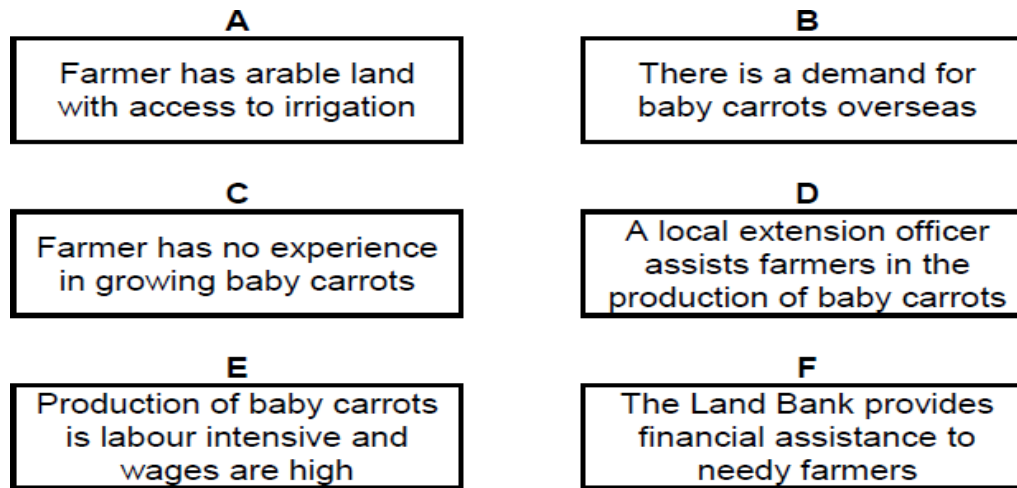 A
Farmer has arable land
with access to irrigation
B
There is a demand for
baby carrots overseas
C
Farmer has no experience
in growing baby carrots
D
A local extension officer
assists farmers in the
production of baby carrots
E
Production of baby carrots
is labour intensive and
wages are high
F
The Land Bank provides
financial assistance to
needy farmers